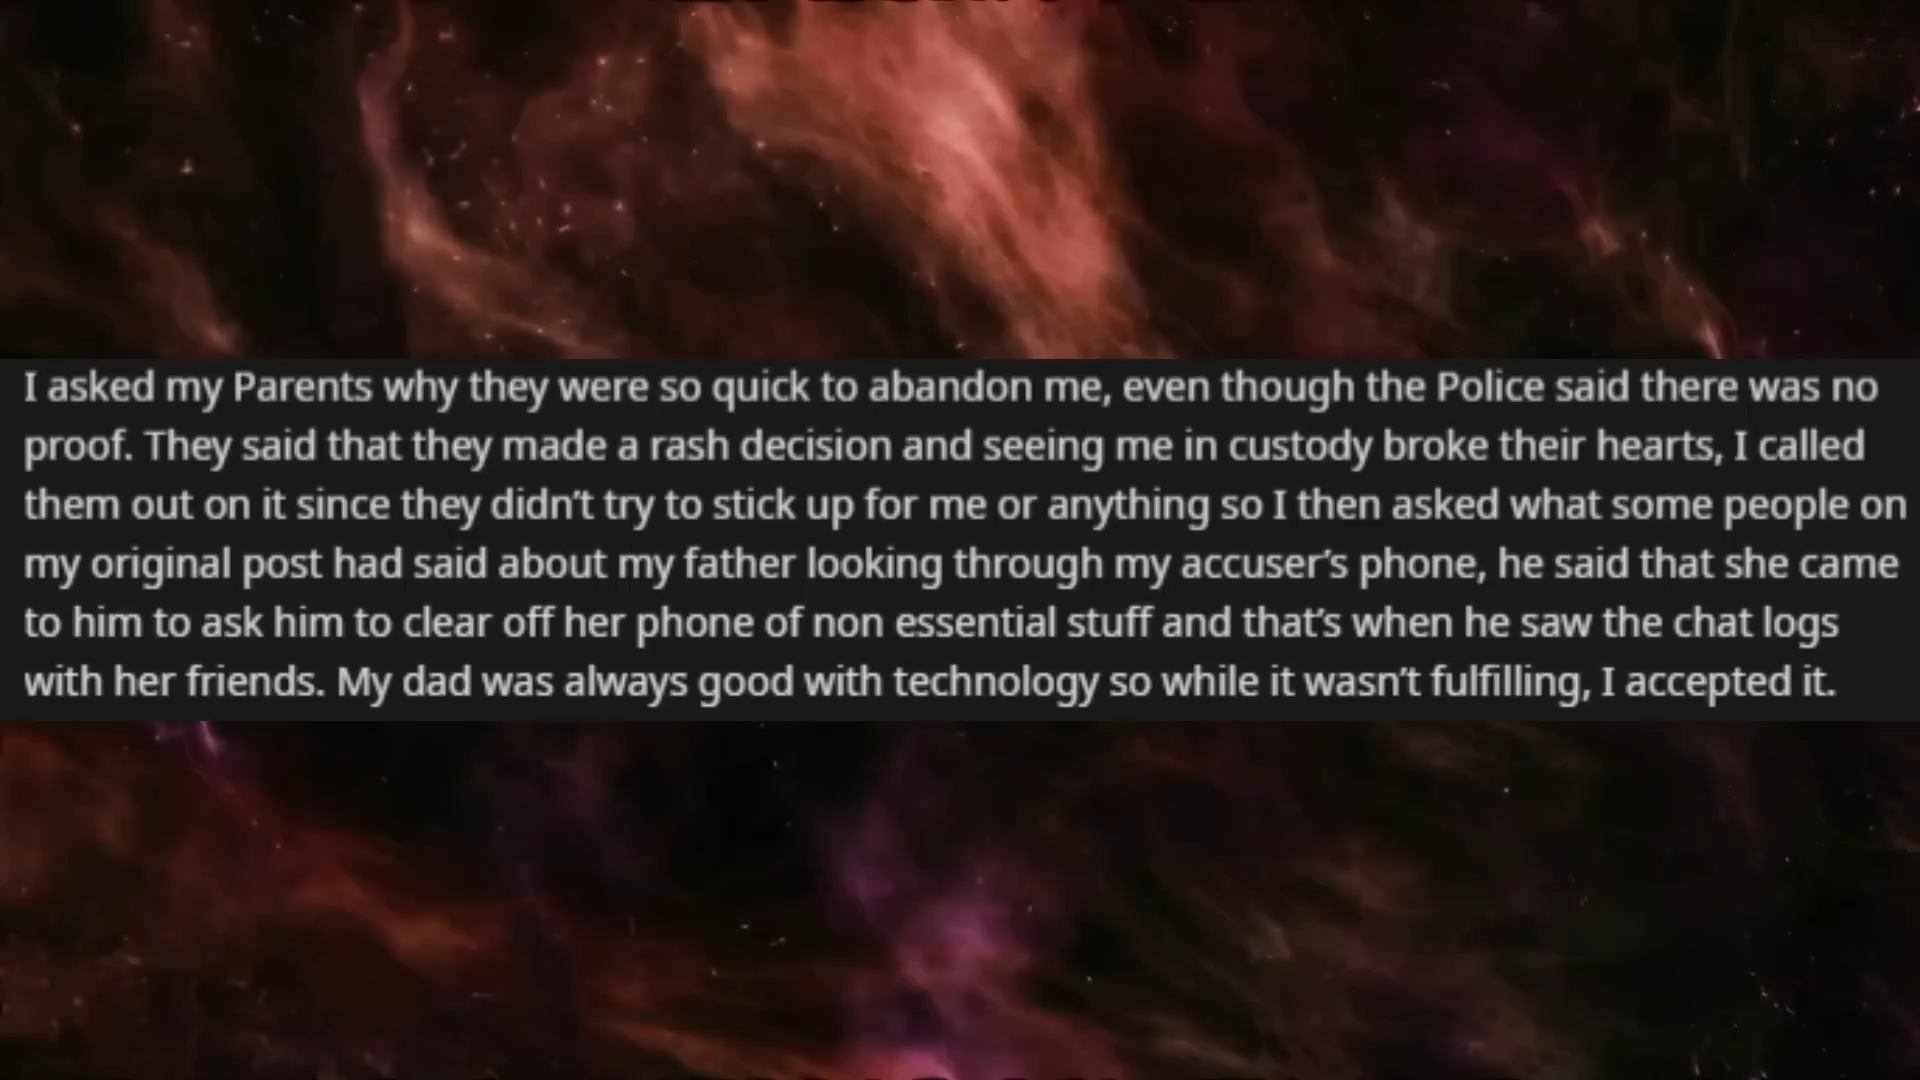 I asked my Parents why they were so quick to abandon me, even though the Police said there was no
proof. They said that they made a rash decision and seeing me in custody broke their hearts, I called
them out on it since they didn't try to stick up for me or anything so I then asked what some people on
my original post had said about my father looking through my accuser's phone, he said that she came
to him to ask him to clear off her phone of non essential stuff and that's when he saw the chat logs
with her friends. My dad was always good with technology so while it wasn't fulfilling, I accepted it.